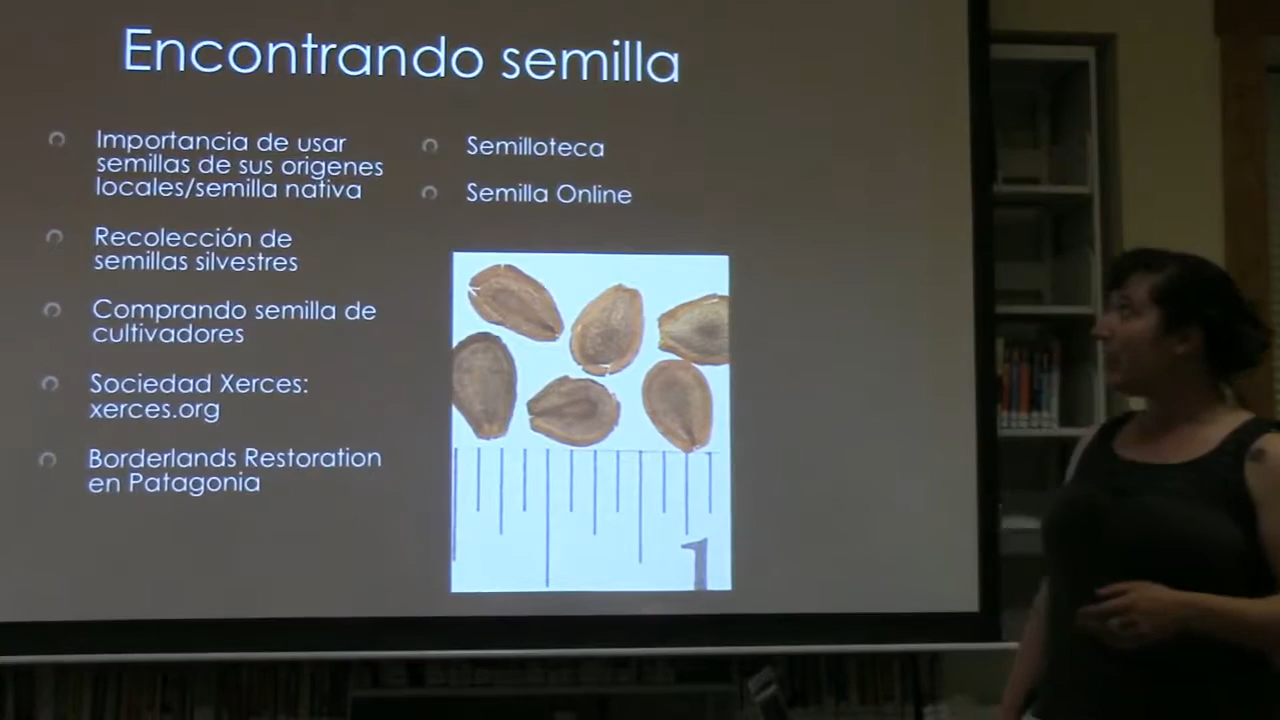 Encontrando semilla
Importancia de usar
semillas de sus origenes
locales/semilla nativa
Recolección de
semillas silvestres
Comprando semilla de
cultivadores
Sociedad Xerces:
xerces.org
Borderlands Restoration
en Patagonia
Semilloteca
Semilla Online
1